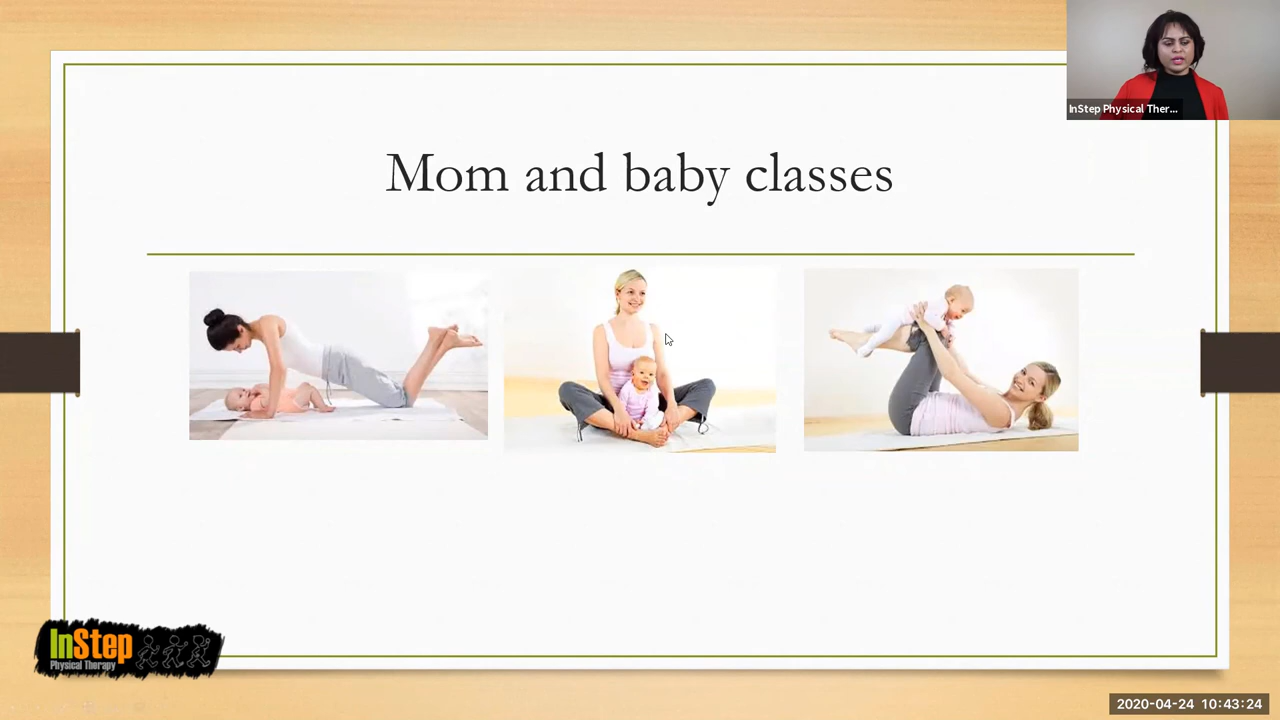 InStep Physical Ther...
Mom and baby classes
InStep
Physical Therapy
2020-04-24 10:43:24